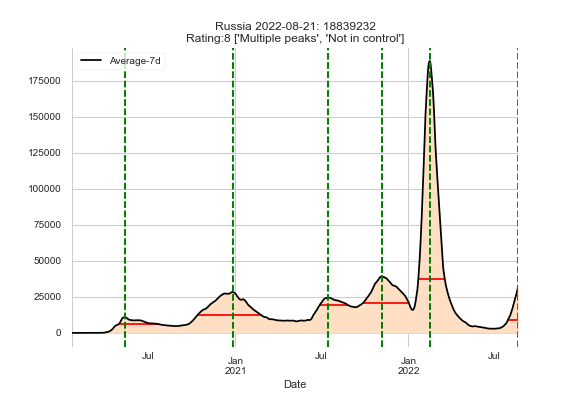 Russia 2022-08-21: 18839232
Rating:8 ['Multiple peaks', 'Not in control']
Average-7d
175000
150000
125000
100000
75000
50000
25000
0
Jul
Jan
2021
Jul
Jan
2022
Jul
Date